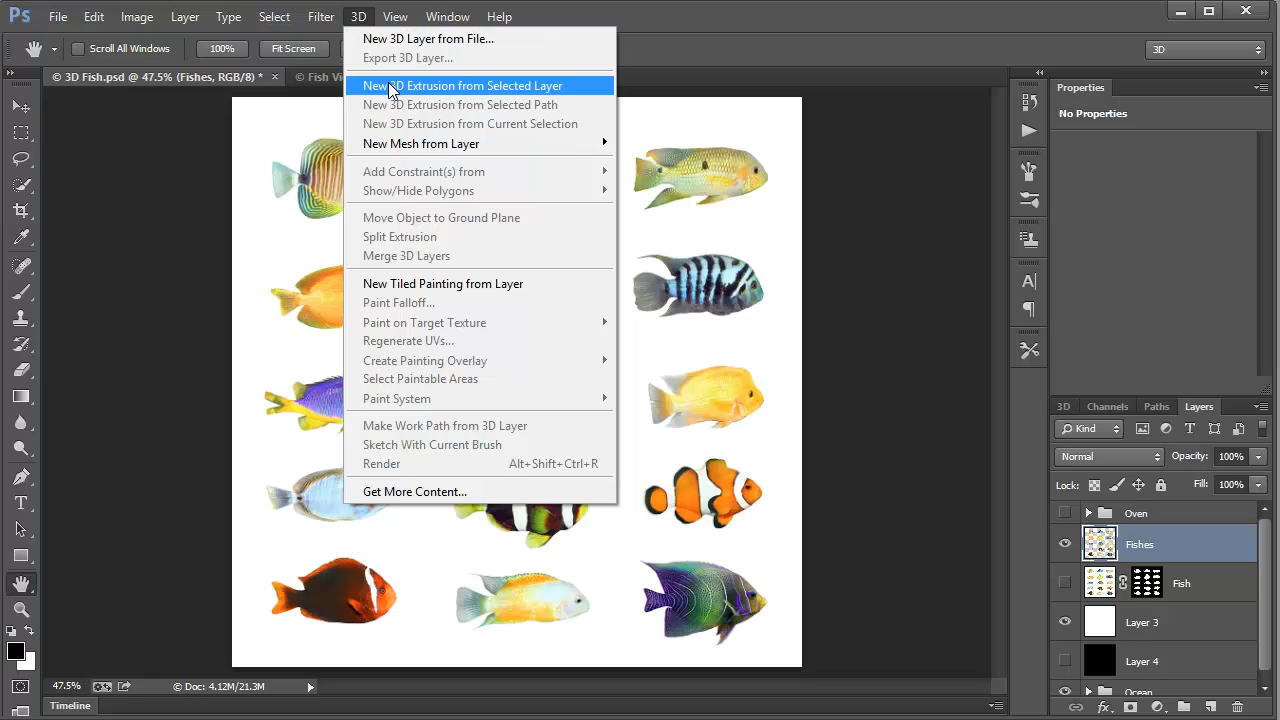 Ps File Edit Image Layer Type Select Filter 3D View Window Help
Scroll All Windows 100% Fit Screen 3D
© 3D Fish.psd @ 47.5% (Fishes, RGB/8) * × © Fish Vi
New 3D Layer from File...
Export 3D Layer...
New 3D Extrusion from Selected Layer
New 3D Extrusion from Selected Path
New 3D Extrusion from Current Selection
New Mesh from Layer
Add Constraint(s) from
Show/Hide Polygons
Move Object to Ground Plane
Split Extrusion
Merge 3D Layers
New Tiled Painting from Layer
Paint Falloff...
Paint on Target Texture
Regenerate UVs...
Create Painting Overlay
Select Paintable Areas
Paint System
Make Work Path from 3D Layer
Sketch With Current Brush
Render Alt+Shift+Ctrl+R
Get More Content...
Properties
No Properties
3D Channels Paths Layers
Kind
Normal Opacity: 100%
Lock: Fill: 100%
Oven
Fishes
Fish
Layer 3
Layer 4
Ocean
47.5% © Doc: 4.12M/21.3M
Timeline